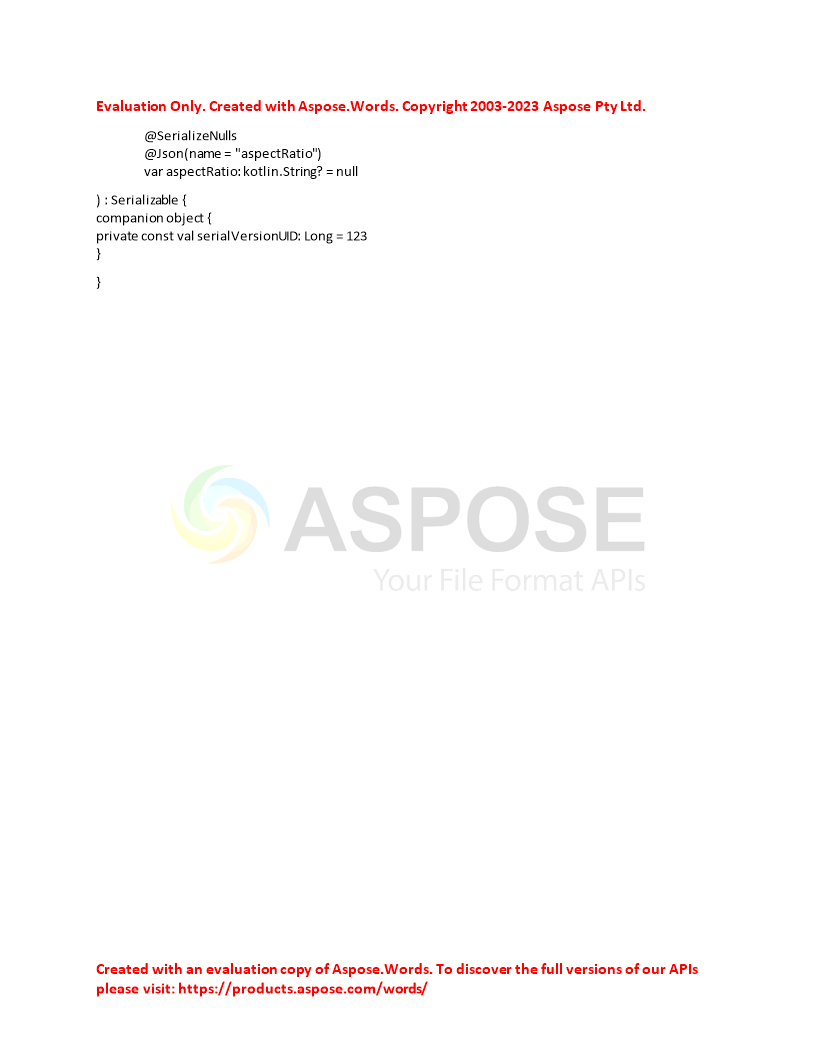 Evaluation Only. Created with Aspose.Words. Copyright 2003-2023 Aspose Pty Ltd.
@SerializeNulls
@Json(name = "aspectRatio")
var aspectRatio: kotlin.String? = null
) : Serializable {
companion object {
private const val serialVersionUID: Long = 123
}
}
ASPOSE
Your File Format APIs
Created with an evaluation copy of Aspose.Words. To discover the full versions of our APIs
please visit: https://products.aspose.com/words/